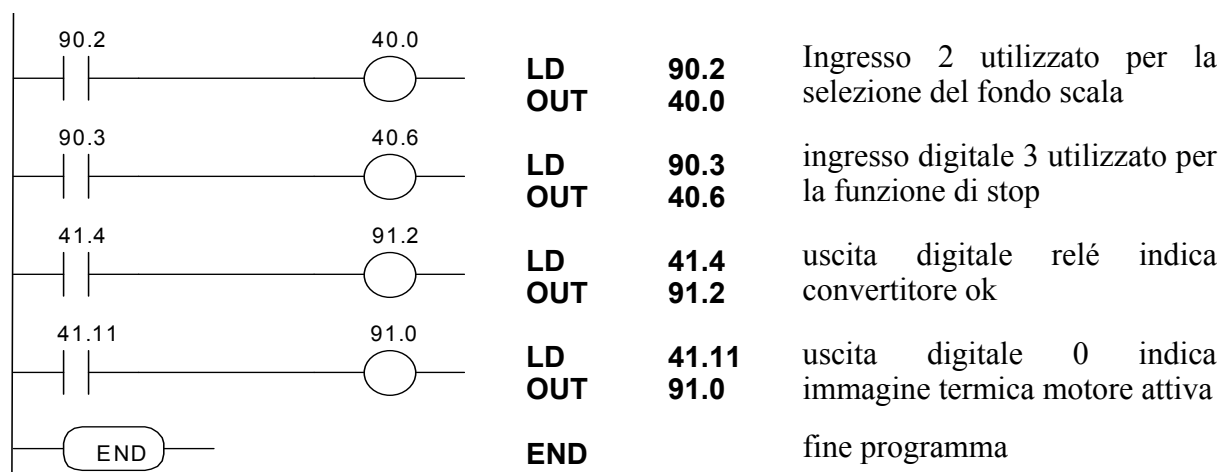 90.2 40.0
LD 90.2 Ingresso 2 utilizzato per la
OUT 40.0 selezione del fondo scala
90.3 40.6
LD 90.3 ingresso digitale 3 utilizzato per
OUT 40.6 la funzione di stop
41.4 91.2
LD 41.4 uscita digitale relé indica
OUT 91.2 convertitore ok
41.11 91.0
LD 41.11 uscita digitale 0 indica
OUT 91.0 immagine termica motore attiva
END END fine programma